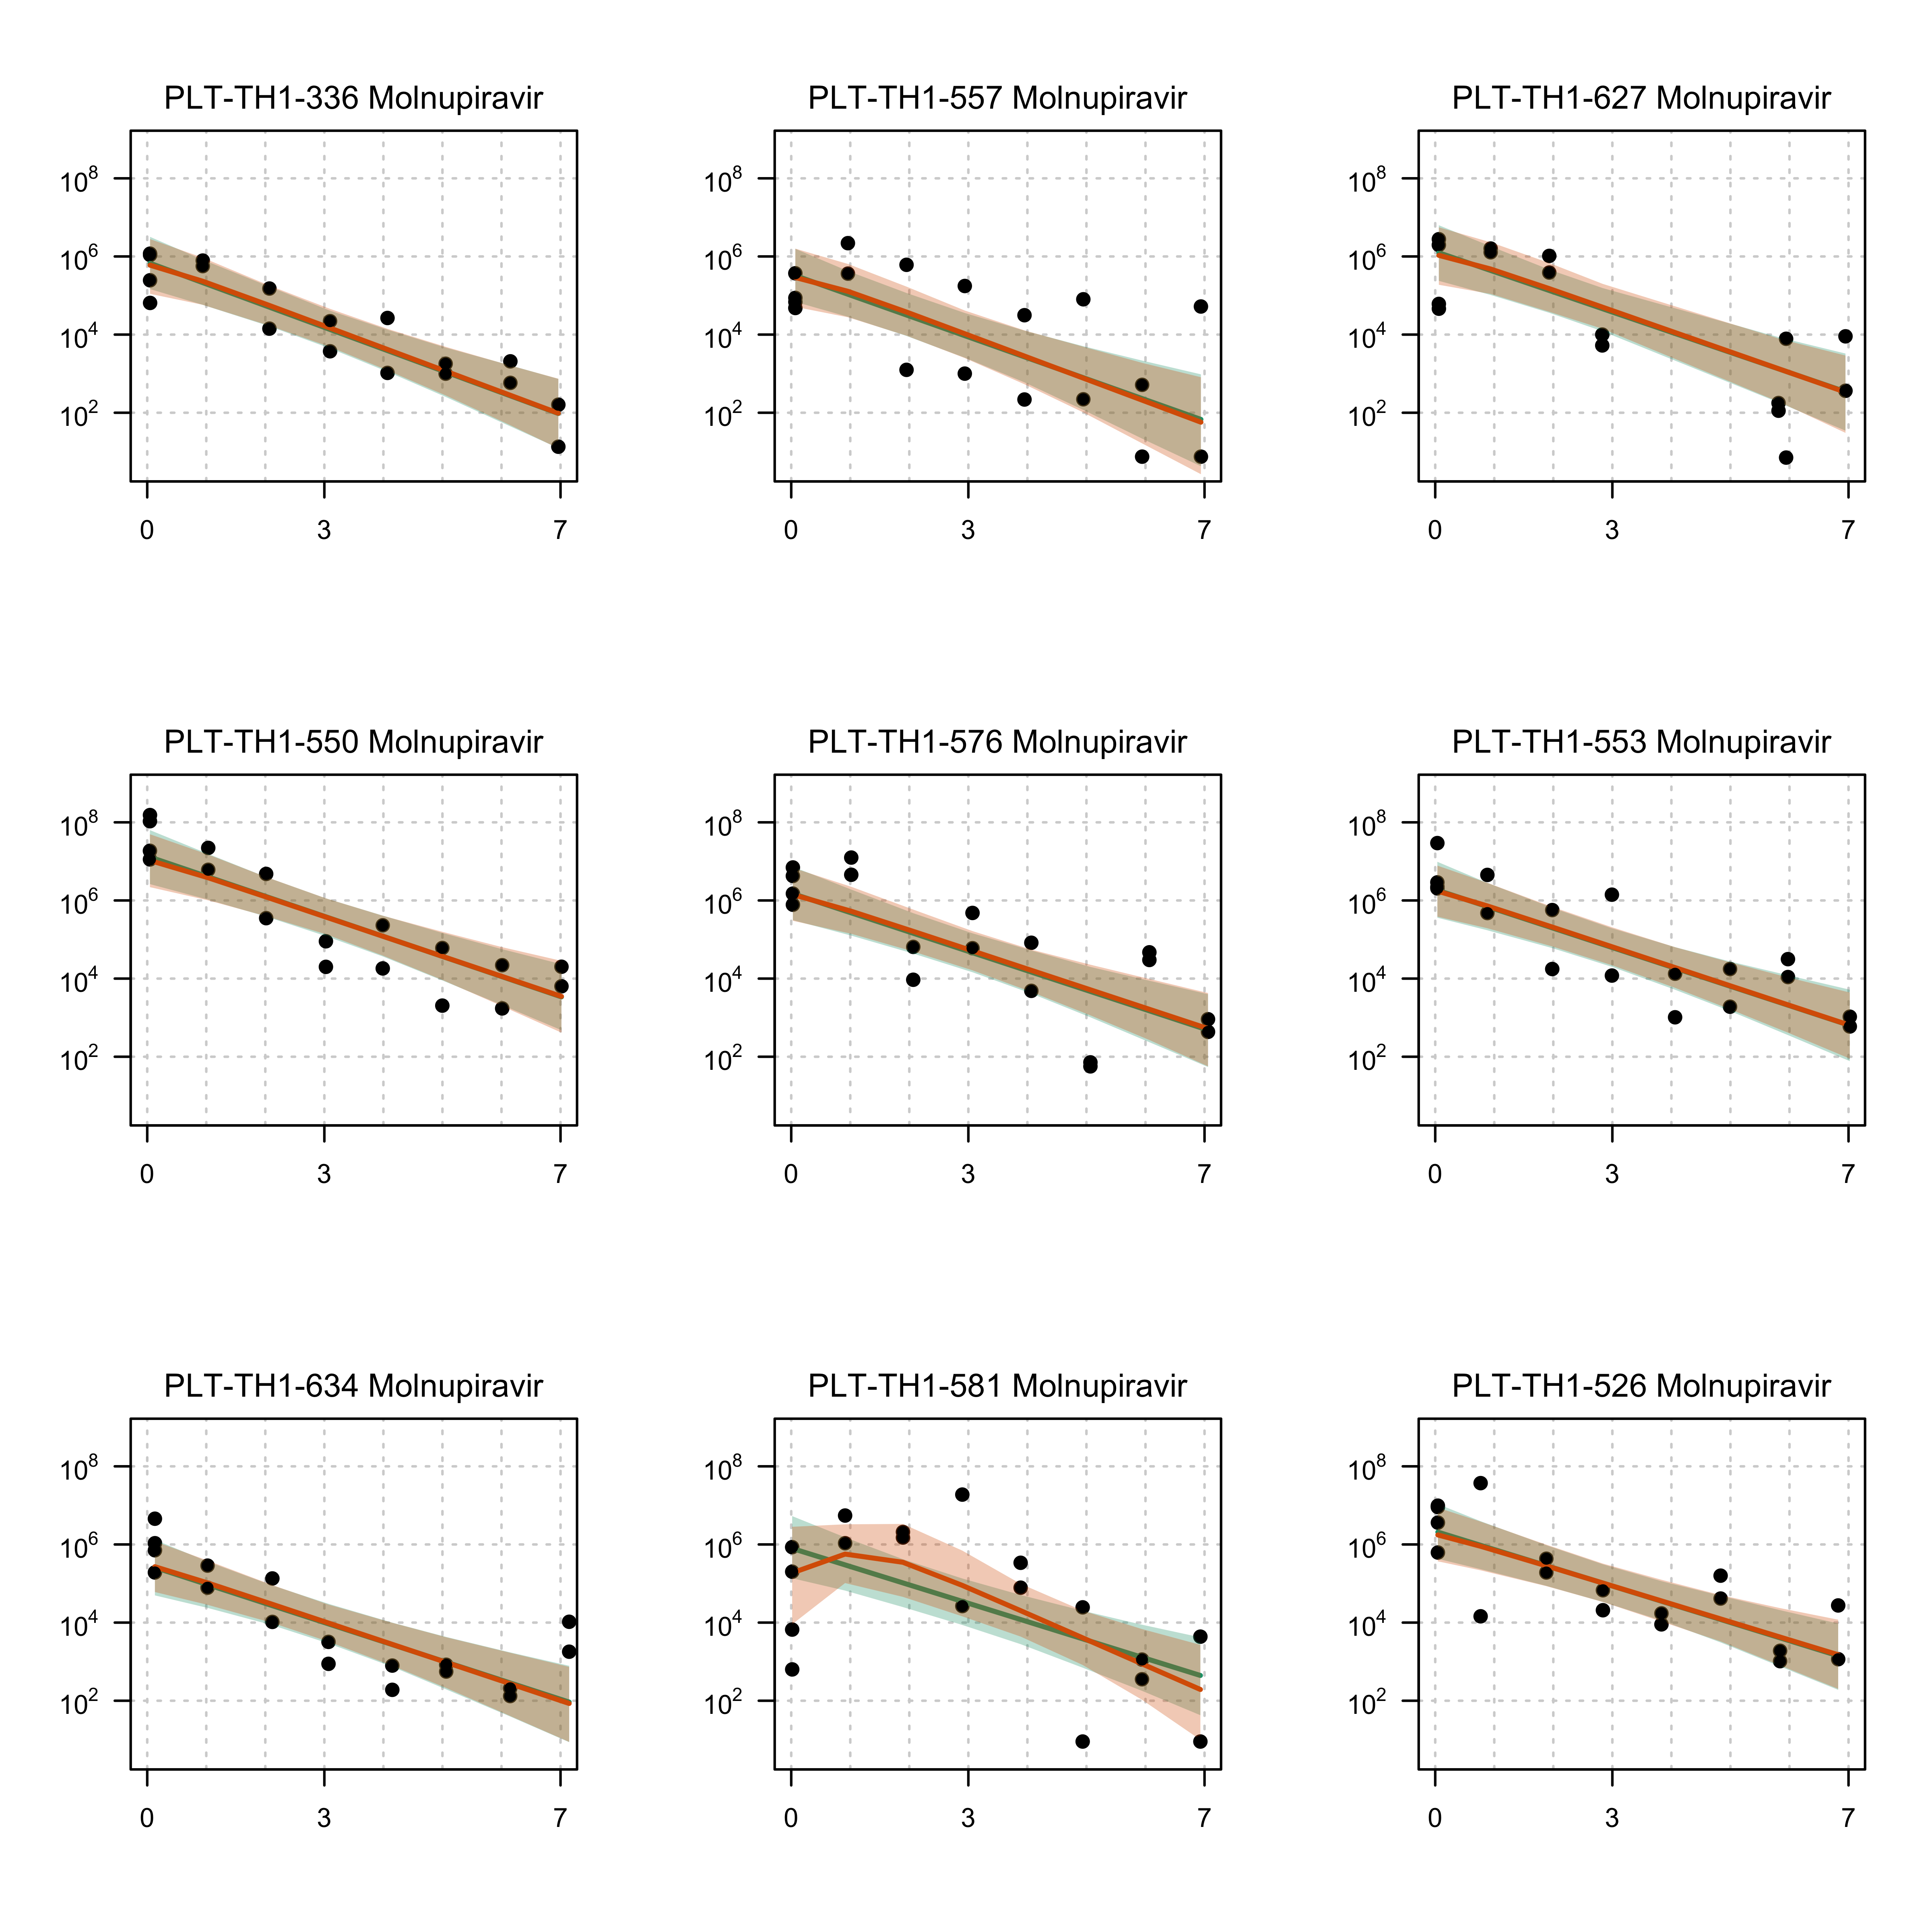 PLT-TH1-336 Molnupiravir
10^8
10^6
10^4
10^2
0 3 7
PLT-TH1-557 Molnupiravir
10^8
10^6
10^4
10^2
0 3 7
PLT-TH1-627 Molnupiravir
10^8
10^6
10^4
10^2
0 3 7
PLT-TH1-550 Molnupiravir
10^8
10^6
10^4
10^2
0 3 7
PLT-TH1-576 Molnupiravir
10^8
10^6
10^4
10^2
0 3 7
PLT-TH1-553 Molnupiravir
10^8
10^6
10^4
10^2
0 3 7
PLT-TH1-634 Molnupiravir
10^8
10^6
10^4
10^2
0 3 7
PLT-TH1-581 Molnupiravir
10^8
10^6
10^4
10^2
0 3 7
PLT-TH1-526 Molnupiravir
10^8
10^6
10^4
10^2
0 3 7